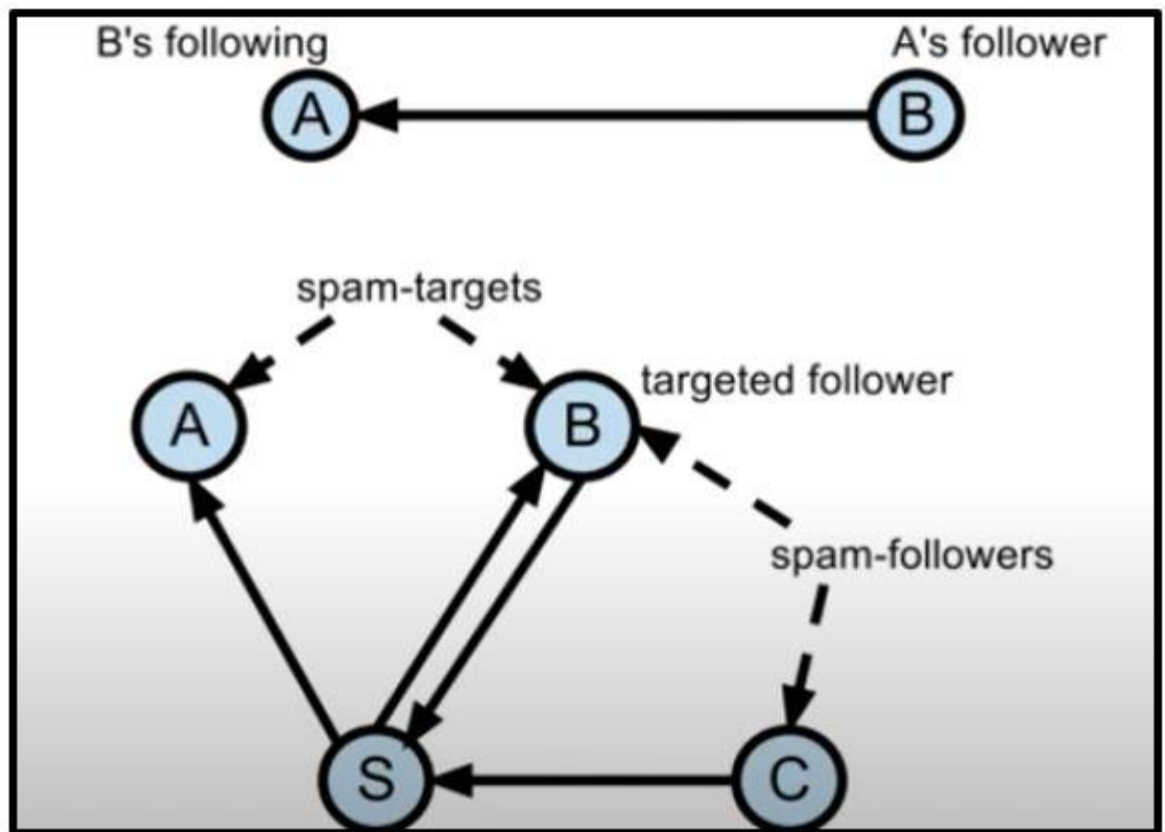 B's following
A's follower
A
B
spam-targets
targeted follower
A
B
spam-followers
S
C